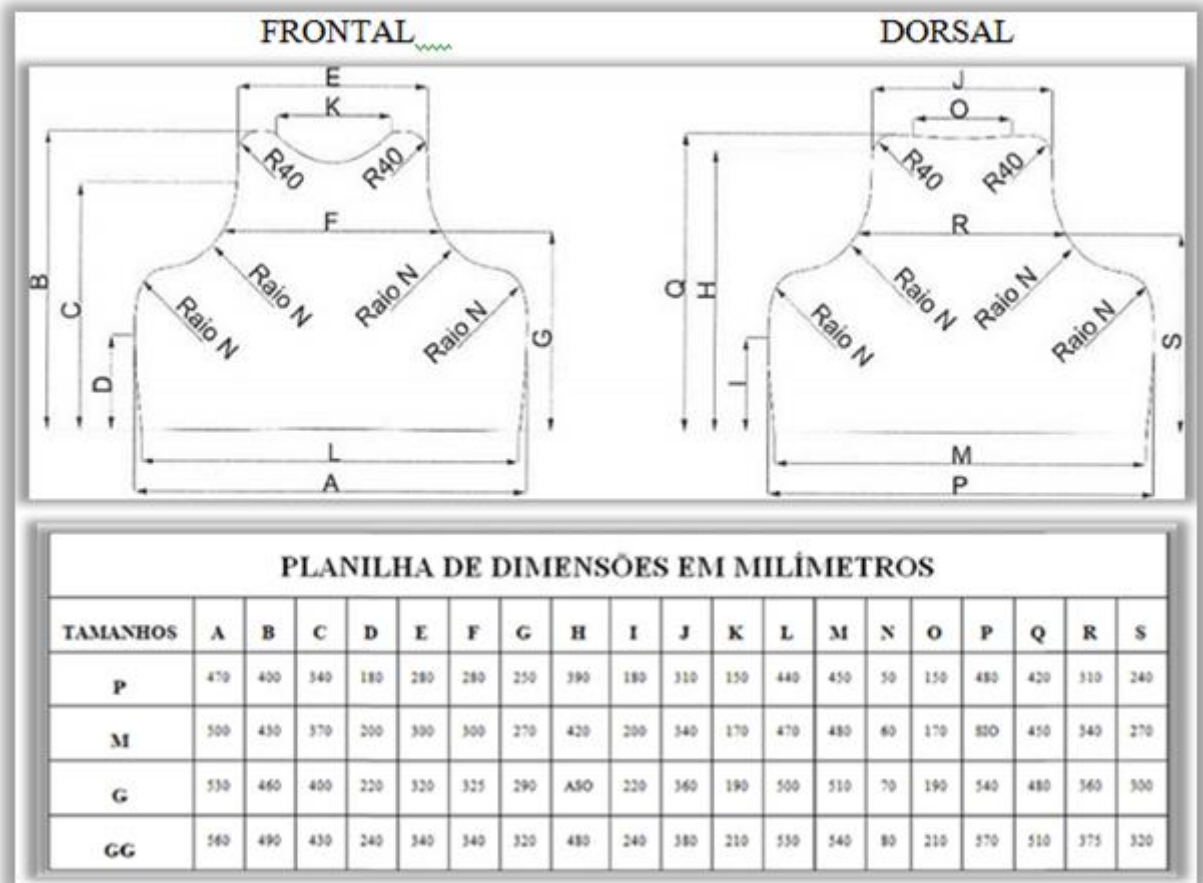 FRONTAL DORSAL
E J
K O
R40 R40 R40 R40
F R
B C D G Q H I S
Raio N Raio N Raio N Raio N
Raio N Raio N Raio N Raio N
L M
A P
PLANILHA DE DIMENSÕES EM MILÍMETROS
TAMANHOS A B C D E F G H I J K L M N O P Q R S
P 470 400 340 180 280 280 250 390 180 310 150 440 450 50 150 480 420 310 240
M 500 430 370 200 300 300 270 420 200 340 170 470 480 60 170 SIO 450 340 270
G 530 460 400 220 320 325 290 ASO 220 360 190 500 510 70 190 540 480 360 300
GG 560 490 430 240 340 340 320 480 240 380 210 530 540 80 210 570 510 375 320